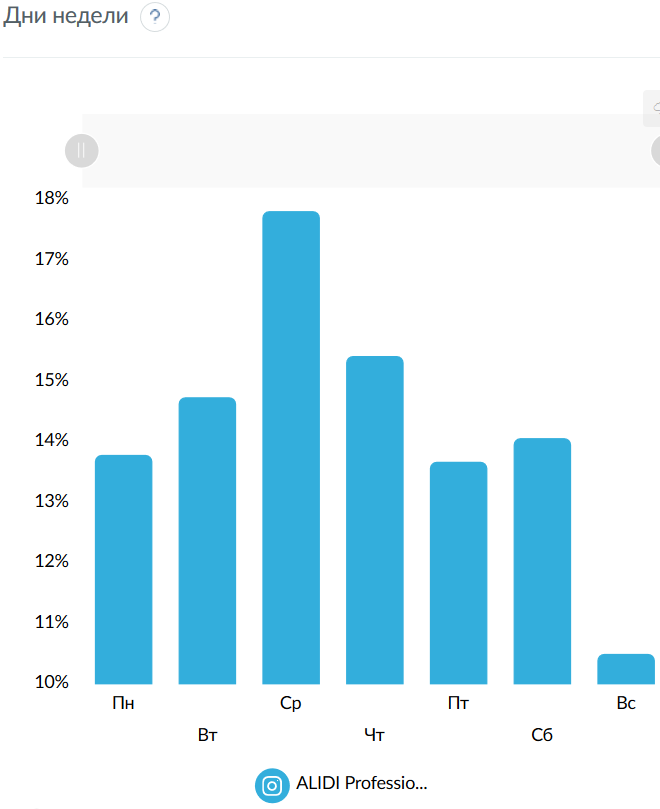 Дни недели ?
18%
17%
16%
15%
14%
13%
12%
11%
10%
Пн Ср Пт Вс
Вт Чт Сб
ALIDI Professio...